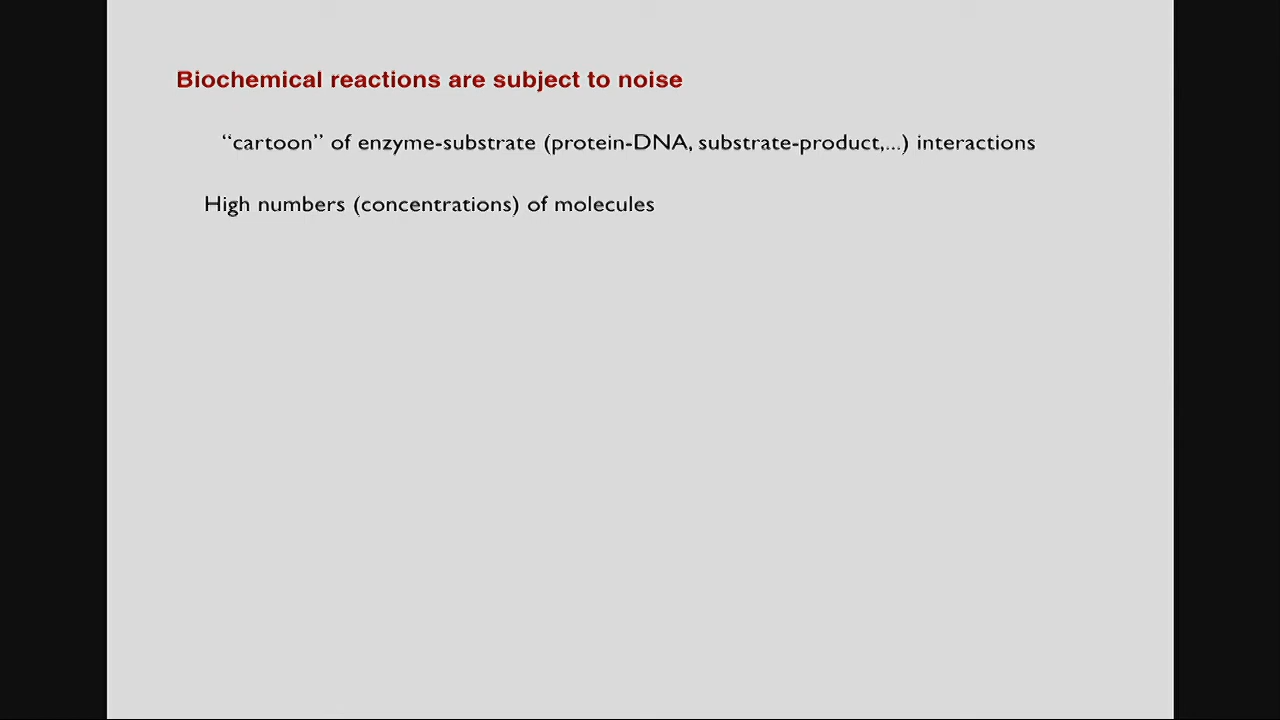 Biochemical reactions are subject to noise
“cartoon” of enzyme-substrate (protein-DNA, substrate-product,...) interactions
High numbers (concentrations) of molecules